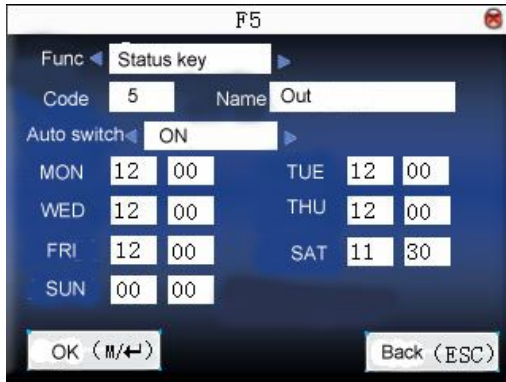 F5
Func Status key
Code 5 Name Out
Auto switch ON
MON 12 00 TUE 12 00
WED 12 00 THU 12 00
FRI 12 00 SAT 11 30
SUN 00 00
OK (M/↵) Back (ESC)